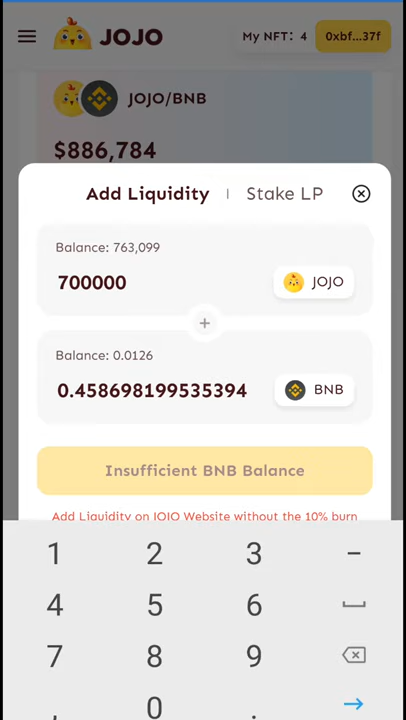 JOJO
My NFT: 4
0xbf...37f
JOJO/BNB
$886,784
Add Liquidity
Stake LP
Balance: 763,099
700000
JOJO
+
Balance: 0.0126
0.458698199535394
BNB
Insufficient BNB Balance
Add Liquidity on JOJO Website without the 10% burn
1 2 3 -
4 5 6
7 8 9
, 0 .